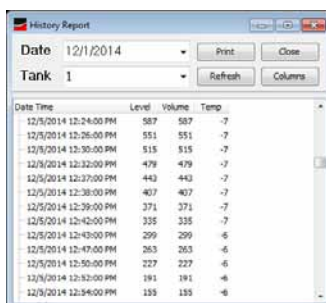 History Report
Date 12/1/2014 Print Close
Tank 1 Refresh Columns
Date Time Level Volume Temp
12/5/2014 12:24:00 PM 587 587 -7
12/5/2014 12:26:00 PM 551 551 -7
12/5/2014 12:30:00 PM 515 515 -7
12/5/2014 12:32:00 PM 479 479 -7
12/5/2014 12:37:00 PM 443 443 -7
12/5/2014 12:38:00 PM 407 407 -7
12/5/2014 12:39:00 PM 371 371 -7
12/5/2014 12:42:00 PM 335 335 -7
12/5/2014 12:43:00 PM 299 299 -6
12/5/2014 12:47:00 PM 263 263 -6
12/5/2014 12:50:00 PM 227 227 -6
12/5/2014 12:52:00 PM 191 191 -6
12/5/2014 12:54:00 PM 155 155 -6